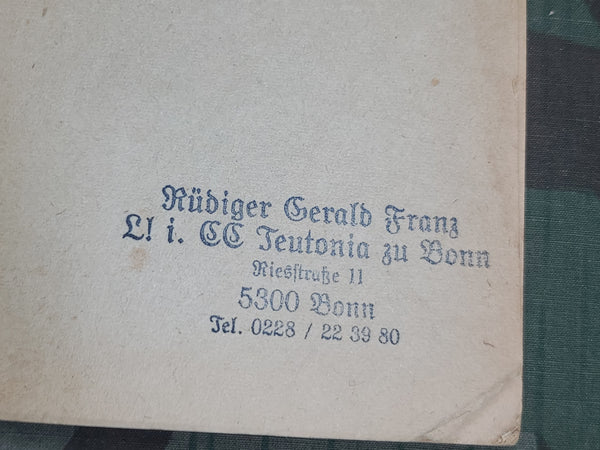 Rüdiger Gerald Franz
L! i. CC Teutonia zu Bonn
Riesstraße 11
5300 Bonn
Tel. 0228 / 22 39 80